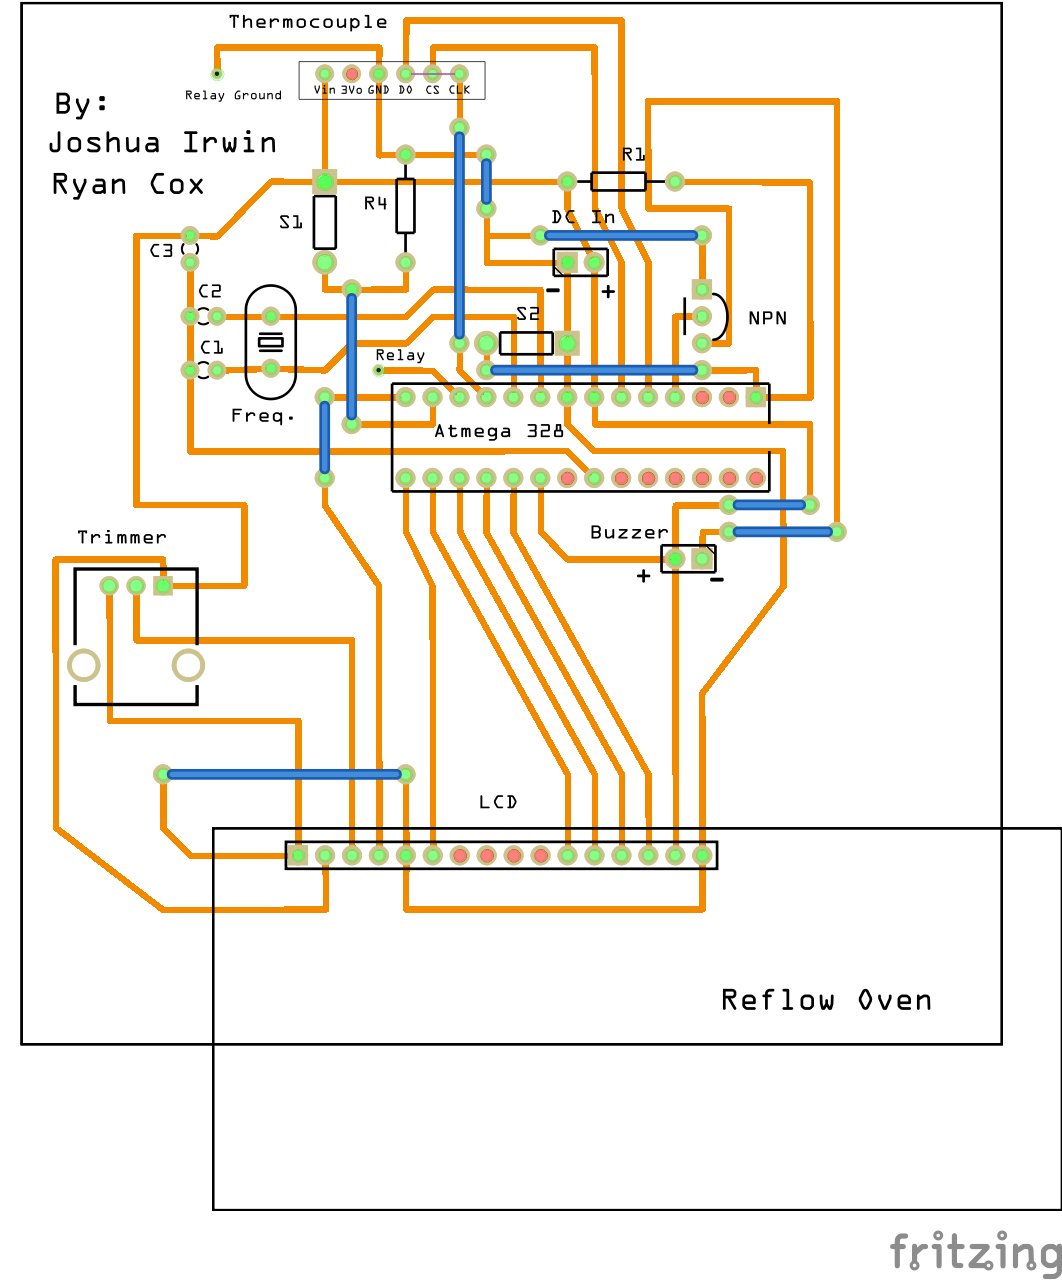 Thermocouple
Vin 3Vo GND DO CS CLK
Relay Ground
By:
Joshua Irwin
Ryan Cox
R1
R4
S1
DC In
C3
- +
C2
S2
NPN
C1
Relay
Freq.
Atmega 328
Buzzer
+ -
Trimmer
LCD
Reflow Oven
fritzing